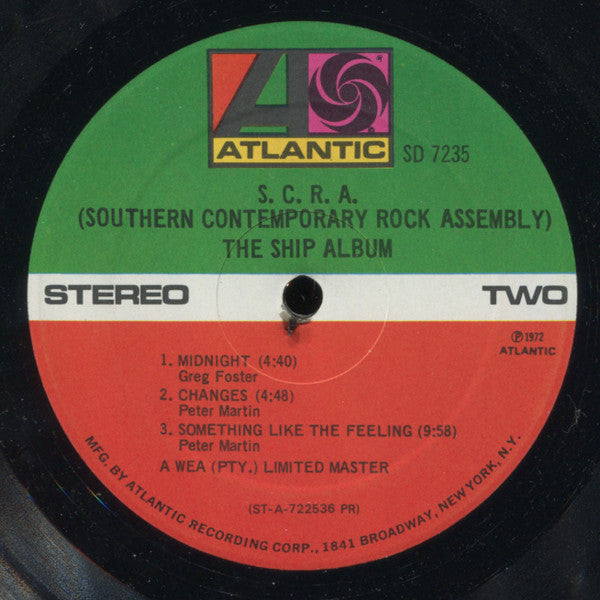 ATLANTIC
SD 7235
S. C. R. A.
(SOUTHERN CONTEMPORARY ROCK ASSEMBLY)
THE SHIP ALBUM
STEREO
TWO
℗1972
ATLANTIC
1. MIDNIGHT (4:40)
Greg Foster
2. CHANGES (4:48)
Peter Martin
3. SOMETHING LIKE THE FEELING (9:58)
Peter Martin
A WEA (PTY.) LIMITED MASTER
(ST-A-722536 PR)
MFG. BY ATLANTIC RECORDING CORP., 1841 BROADWAY, NEW YORK, N.Y.